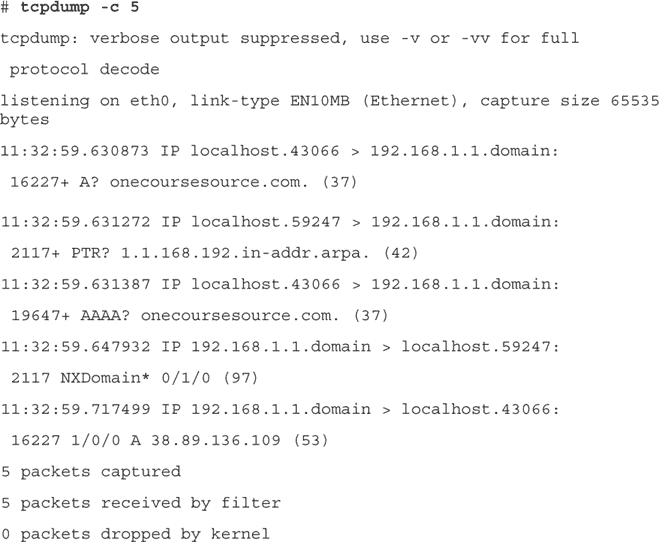 # tcpdump -c 5
tcpdump: verbose output suppressed, use -v or -vv for full
protocol decode
listening on eth0, link-type EN10MB (Ethernet), capture size 65535
bytes
11:32:59.630873 IP localhost.43066 > 192.168.1.1.domain:
16227+ A? onecoursesource.com. (37)
11:32:59.631272 IP localhost.59247 > 192.168.1.1.domain:
2117+ PTR? 1.1.168.192.in-addr.arpa. (42)
11:32:59.631387 IP localhost.43066 > 192.168.1.1.domain:
19647+ AAAA? onecoursesource.com. (37)
11:32:59.647932 IP 192.168.1.1.domain > localhost.59247:
2117 NXDomain* 0/1/0 (97)
11:32:59.717499 IP 192.168.1.1.domain > localhost.43066:
16227 1/0/0 A 38.89.136.109 (53)
5 packets captured
5 packets received by filter
0 packets dropped by kernel